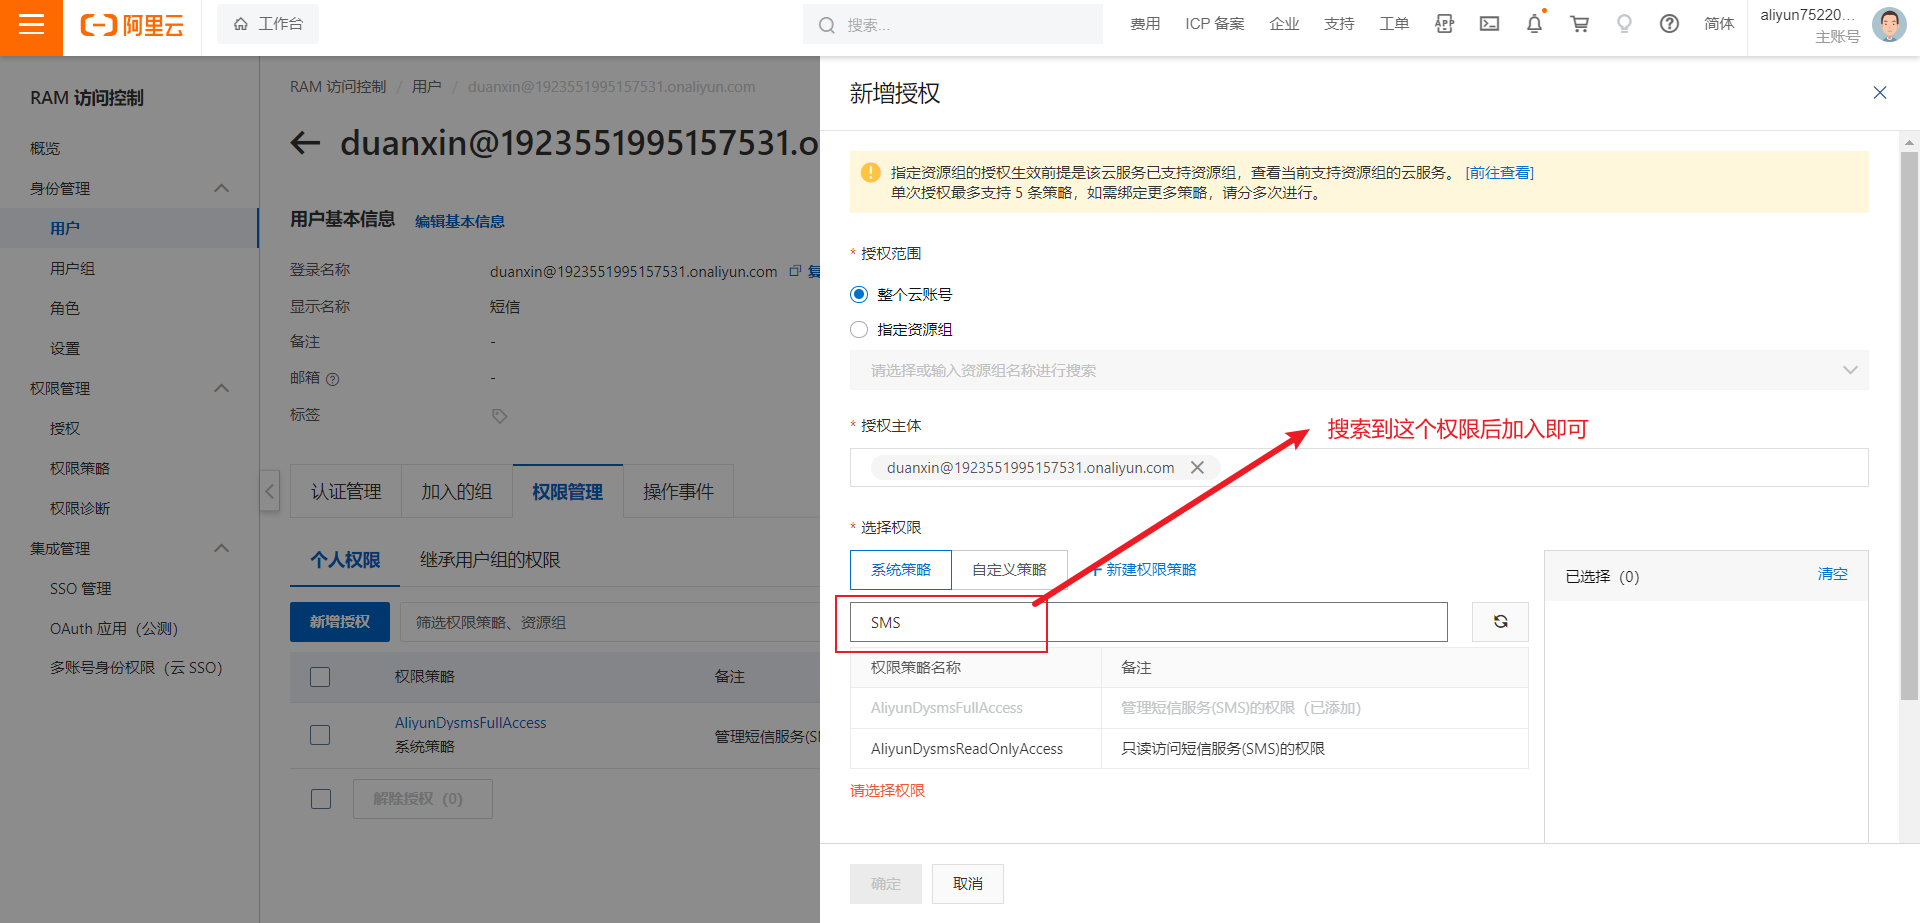 阿里云
工作台
搜索...
费用
ICP 备案
企业
支持
工单
简体
aliyun75220...
主账号
RAM 访问控制
概览
身份管理
用户
用户组
角色
设置
权限管理
授权
权限策略
权限诊断
集成管理
SSO 管理
OAuth 应用（公测）
多账号身份权限（云 SSO）
RAM 访问控制 / 用户 / duanxin@1923551995157531.onaliyun.com
duanxin@1923551995157531.o
用户基本信息 编辑基本信息
登录名称 duanxin@1923551995157531.onaliyun.com 复
显示名称 短信
备注 -
邮箱 -
标签
认证管理 加入的组 权限管理 操作事件
个人权限 继承用户组的权限
新增授权 筛选权限策略、资源组
权限策略 备注
AliyunDysmsFullAccess
系统策略
管理短信服务(SM
解除授权（0）
新增授权
指定资源组的授权生效前提是该云服务已支持资源组，查看当前支持资源组的云服务。 [前往查看]
单次授权最多支持 5 条策略，如需绑定更多策略，请分多次进行。
* 授权范围
整个云账号
指定资源组
请选择或输入资源组名称进行搜索
* 授权主体
搜索到这个权限后加入即可
duanxin@1923551995157531.onaliyun.com
* 选择权限
系统策略 自定义策略 + 新建权限策略
SMS
权限策略名称 备注
AliyunDysmsFullAccess 管理短信服务(SMS)的权限（已添加）
AliyunDysmsReadOnlyAccess 只读访问短信服务(SMS)的权限
请选择权限
已选择（0） 清空
确定 取消